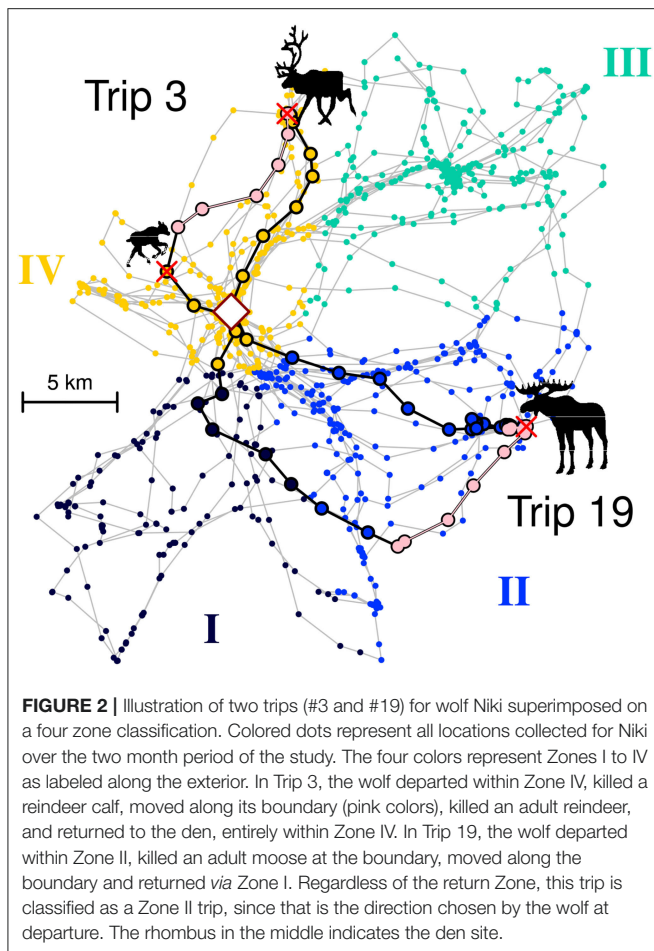 Trip 3
III
IV
5 km
Trip 19
II
I
FIGURE 2 | Illustration of two trips (#3 and #19) for wolf Niki superimposed on
a four zone classification. Colored dots represent all locations collected for Niki
over the two month period of the study. The four colors represent Zones I to IV
as labeled along the exterior. In Trip 3, the wolf departed within Zone IV, killed a
reindeer calf, moved along its boundary (pink colors), killed an adult reindeer,
and returned to the den, entirely within Zone IV. In Trip 19, the wolf departed
within Zone II, killed an adult moose at the boundary, moved along the
boundary and returned via Zone I. Regardless of the return Zone, this trip is
classified as a Zone II trip, since that is the direction chosen by the wolf at
departure. The rhombus in the middle indicates the den site.